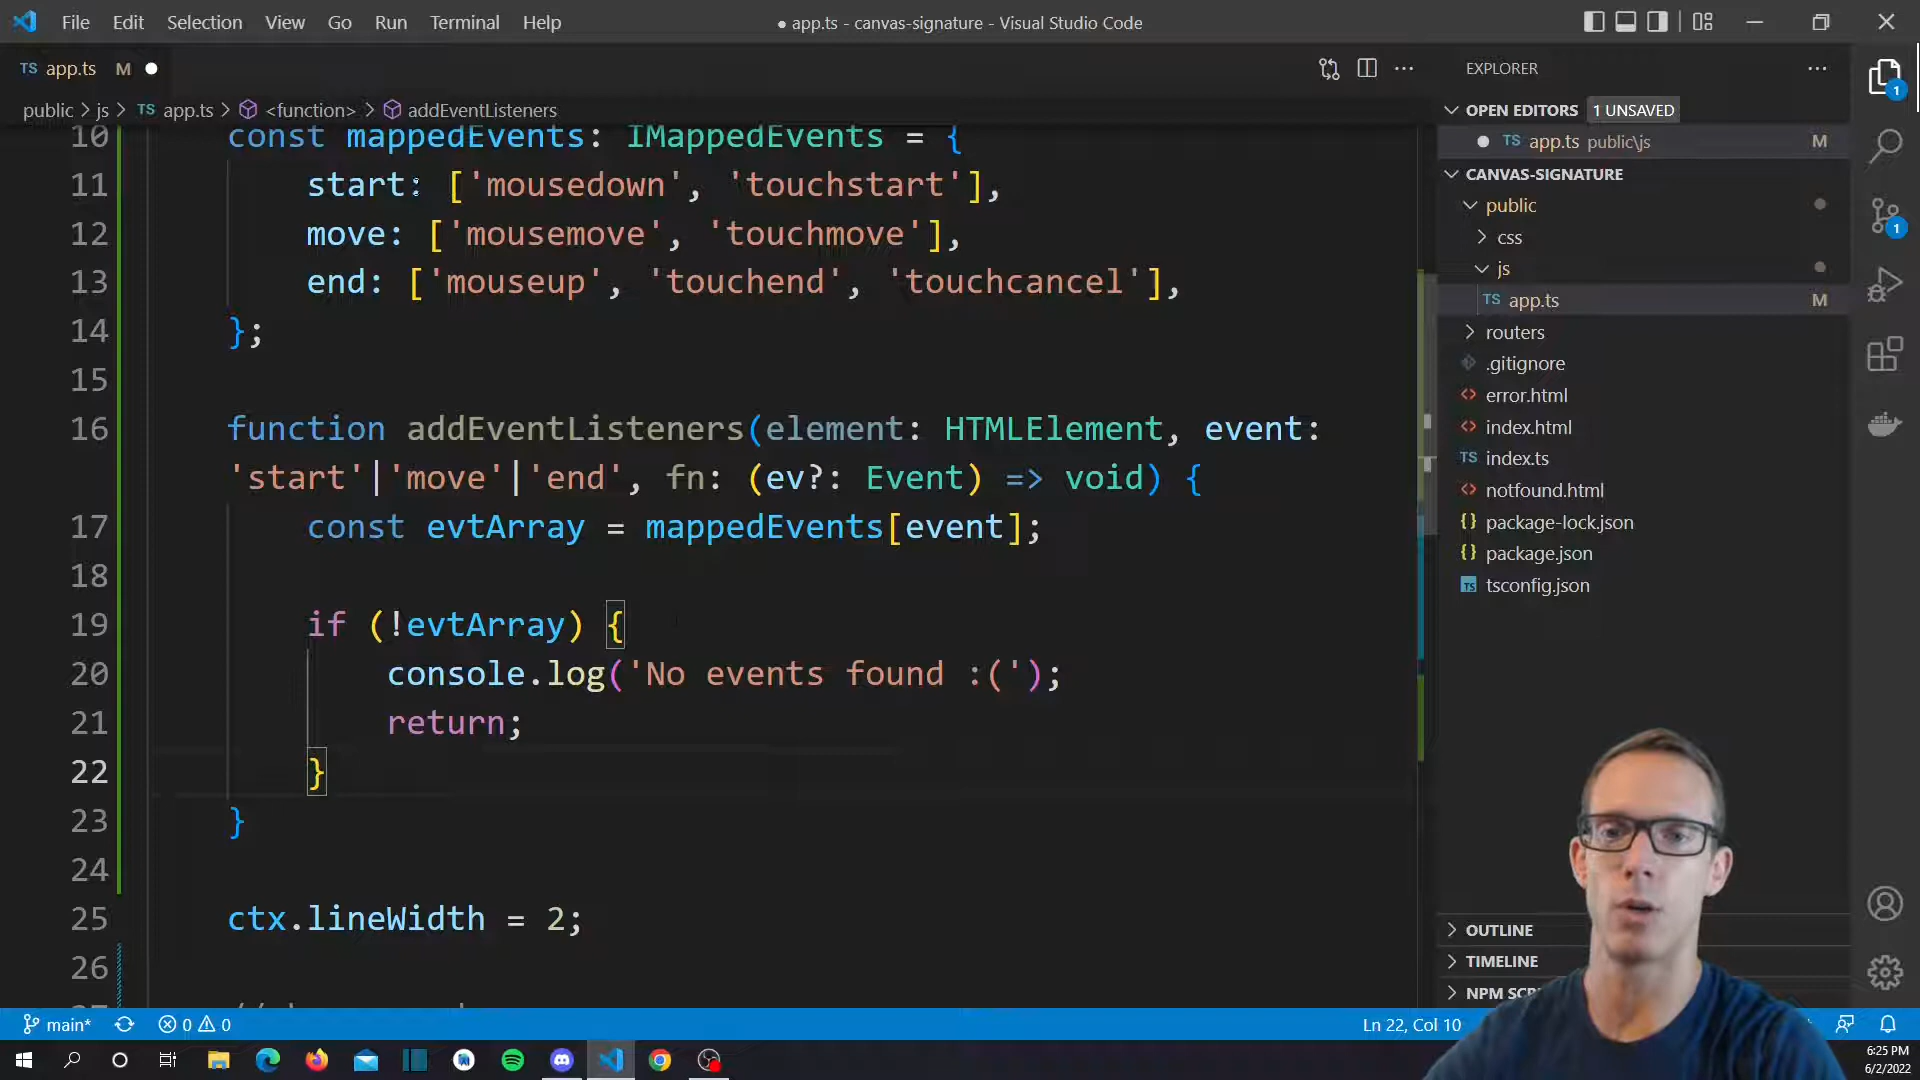 File Edit Selection View Go Run Terminal Help
● app.ts - canvas-signature - Visual Studio Code
TS app.ts M
EXPLORER
public > js > TS app.ts > <function> > addEventListeners
OPEN EDITORS 1 UNSAVED
TS app.ts public\js M
CANVAS-SIGNATURE
public
css
js
TS app.ts M
routers
.gitignore
error.html
index.html
TS index.ts
notfound.html
{} package-lock.json
{} package.json
TS tsconfig.json
OUTLINE
TIMELINE
1
1
10 const mappedEvents: IMappedEvents = {
11 start: ['mousedown', 'touchstart'],
12 move: ['mousemove', 'touchmove'],
13 end: ['mouseup', 'touchend', 'touchcancel'],
14 };
15
16 function addEventListeners(element: HTMLElement, event:
'start'|'move'|'end', fn: (ev?: Event) => void) {
17 const evtArray = mappedEvents[event];
18
19 if (!evtArray) {
20 console.log('No events found :(');
21 return;
22 }
23 }
24
25 ctx.lineWidth = 2;
26
main* 0 0
Ln 22, Col 10
6:25 PM
6/2/2022